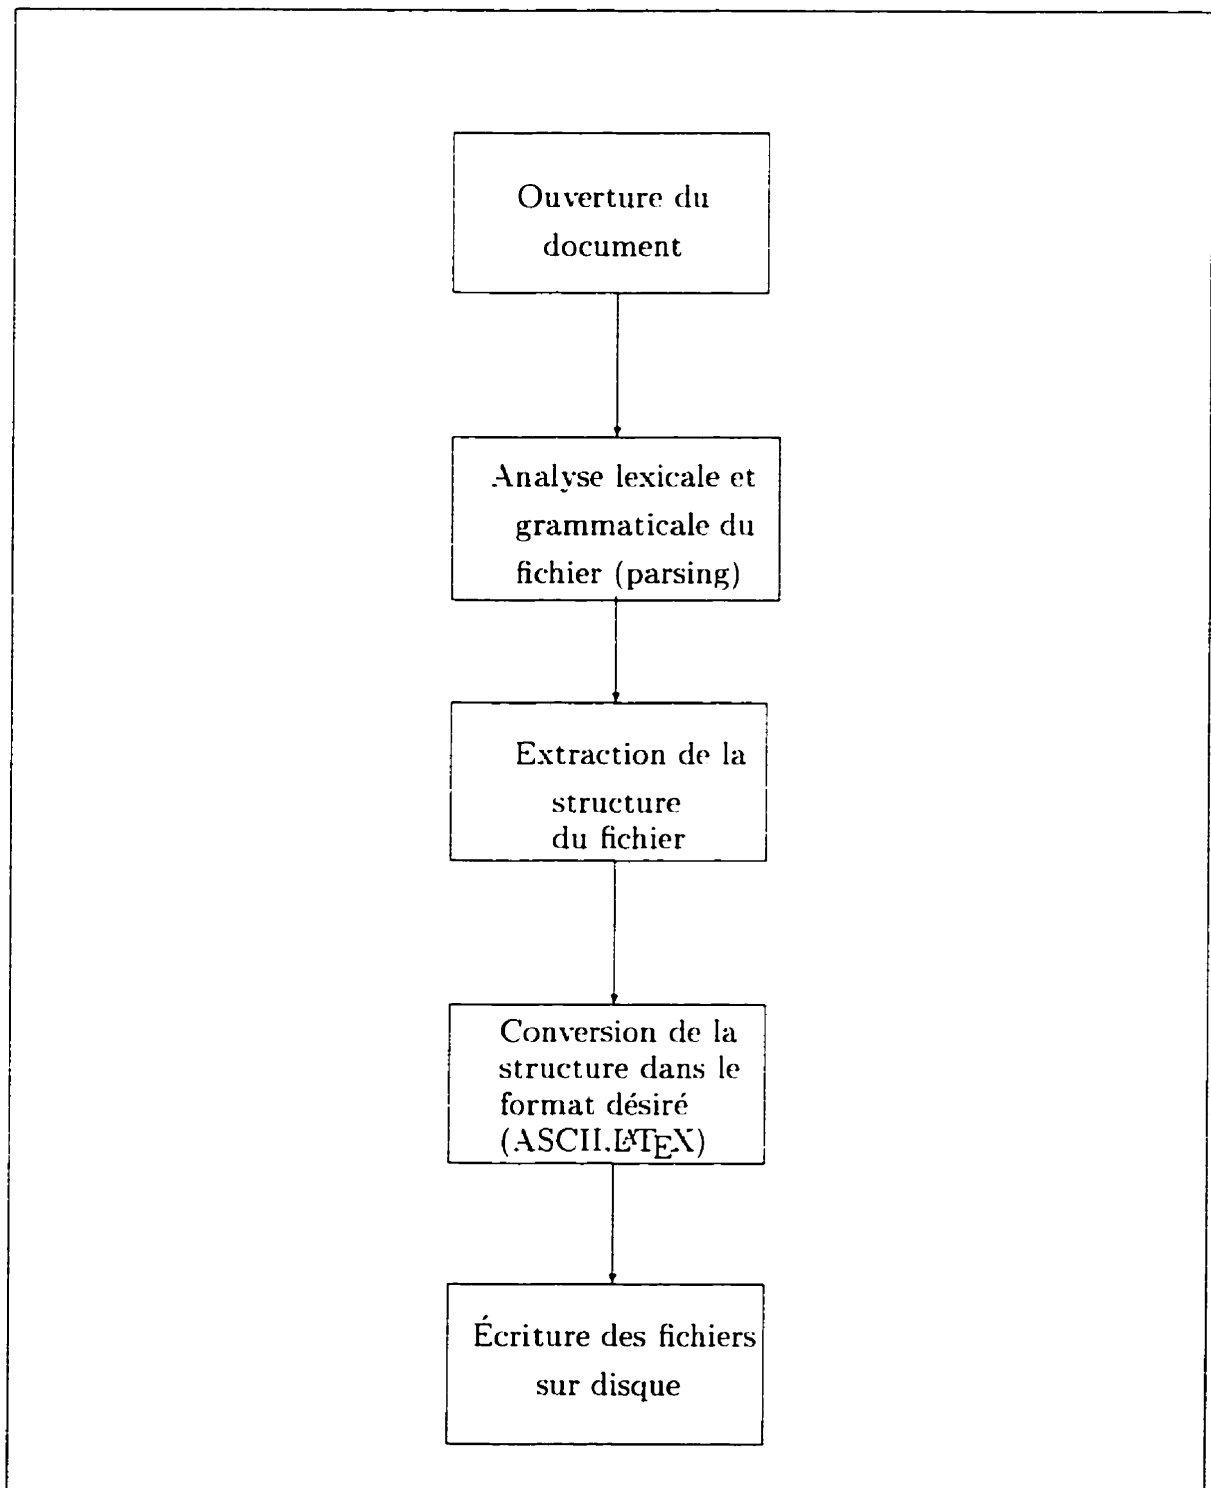 Ouverture du
document
Analyse lexicale et
grammaticale du
fichier (parsing)
Extraction de la
structure
du fichier
Conversion de la
structure dans le
format désiré
(ASCII,LATEX)
Écriture des fichiers
sur disque